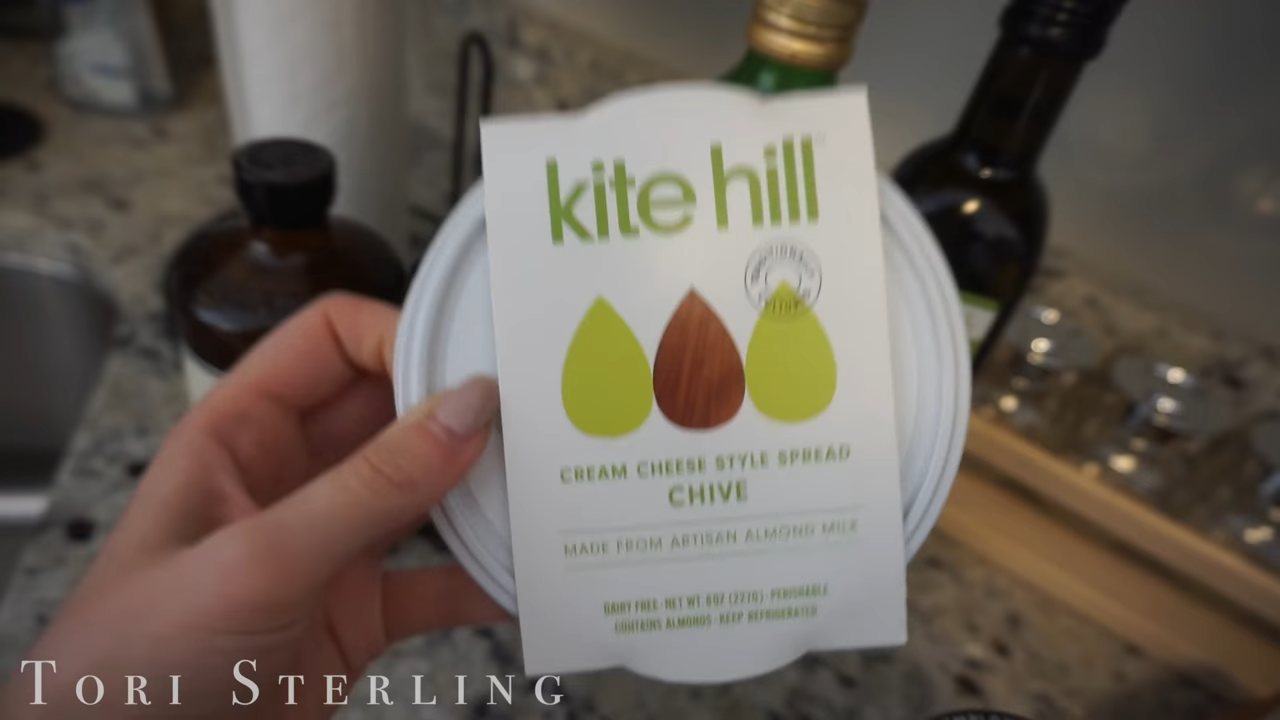 kite hill
CREAM CHEESE STYLE SPREAD
CHIVE
MADE FROM ARTISAN ALMOND MILK
DAIRY FREE · NET WT. 8OZ (227G) · PERISHABLE
CONTAINS ALMONDS · KEEP REFRIGERATED
TORI STERLING